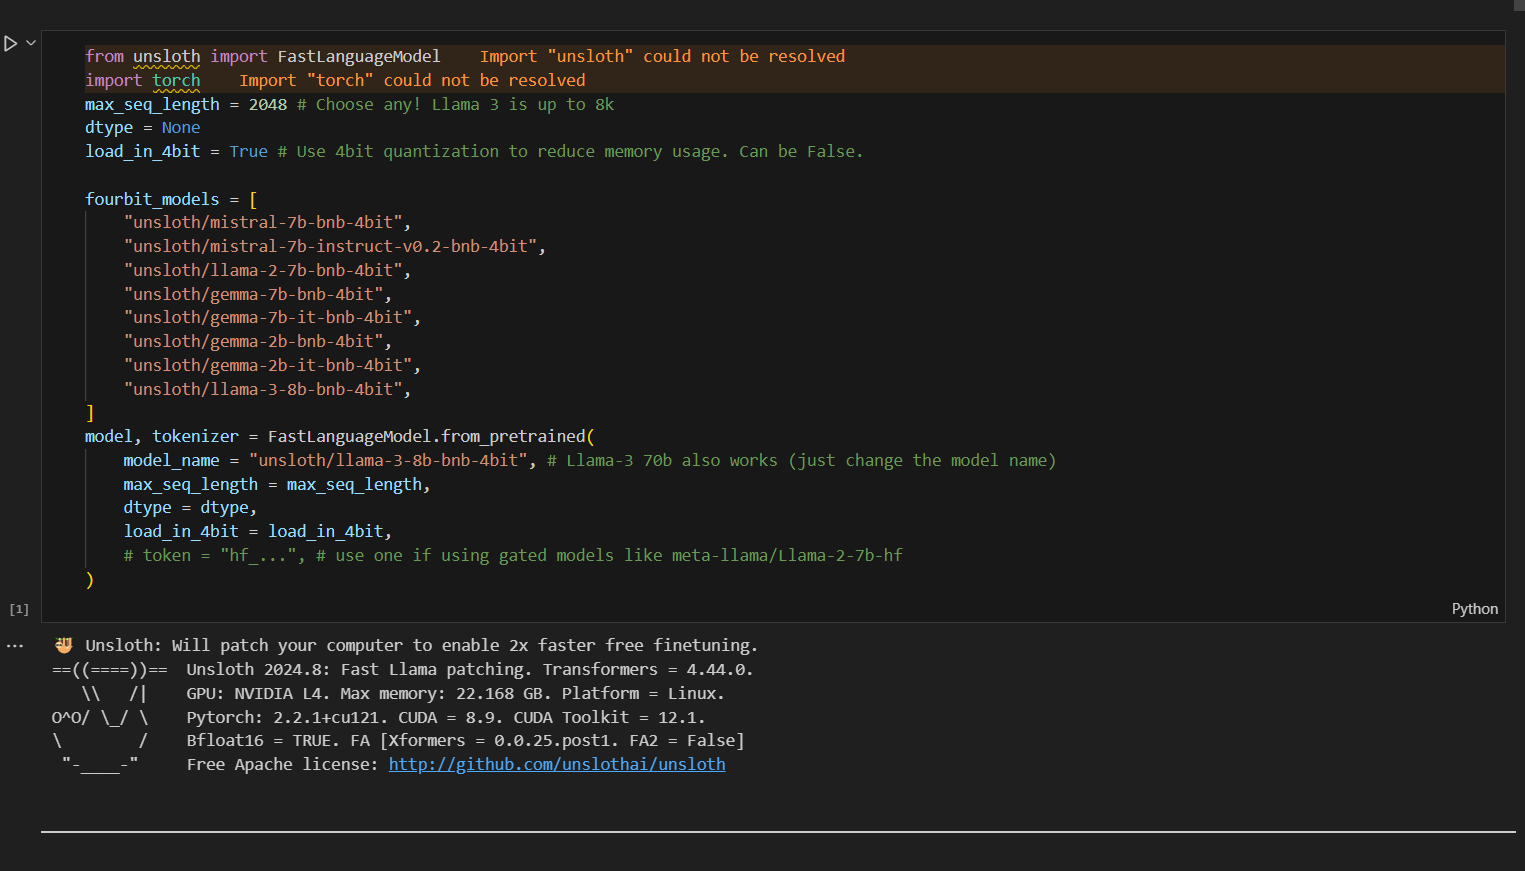 from unsloth import FastLanguageModel    Import "unsloth" could not be resolved
import torch    Import "torch" could not be resolved
max_seq_length = 2048 # Choose any! Llama 3 is up to 8k
dtype = None
load_in_4bit = True # Use 4bit quantization to reduce memory usage. Can be False.

fourbit_models = [
    "unsloth/mistral-7b-bnb-4bit",
    "unsloth/mistral-7b-instruct-v0.2-bnb-4bit",
    "unsloth/llama-2-7b-bnb-4bit",
    "unsloth/gemma-7b-bnb-4bit",
    "unsloth/gemma-7b-it-bnb-4bit",
    "unsloth/gemma-2b-bnb-4bit",
    "unsloth/gemma-2b-it-bnb-4bit",
    "unsloth/llama-3-8b-bnb-4bit",
]
model, tokenizer = FastLanguageModel.from_pretrained(
    model_name = "unsloth/llama-3-8b-bnb-4bit", # Llama-3 70b also works (just change the model name)
    max_seq_length = max_seq_length,
    dtype = dtype,
    load_in_4bit = load_in_4bit,
    # token = "hf_...", # use one if using gated models like meta-llama/Llama-2-7b-hf
)
[1]
Python
... 🦥 Unsloth: Will patch your computer to enable 2x faster free finetuning.
==((====))==  Unsloth 2024.8: Fast Llama patching. Transformers = 4.44.0.
   \\   /|    GPU: NVIDIA L4. Max memory: 22.168 GB. Platform = Linux.
O^O/ \_/ \    Pytorch: 2.2.1+cu121. CUDA = 8.9. CUDA Toolkit = 12.1.
\        /    Bfloat16 = TRUE. FA [Xformers = 0.0.25.post1. FA2 = False]
 "-____-"     Free Apache license: http://github.com/unslothai/unsloth